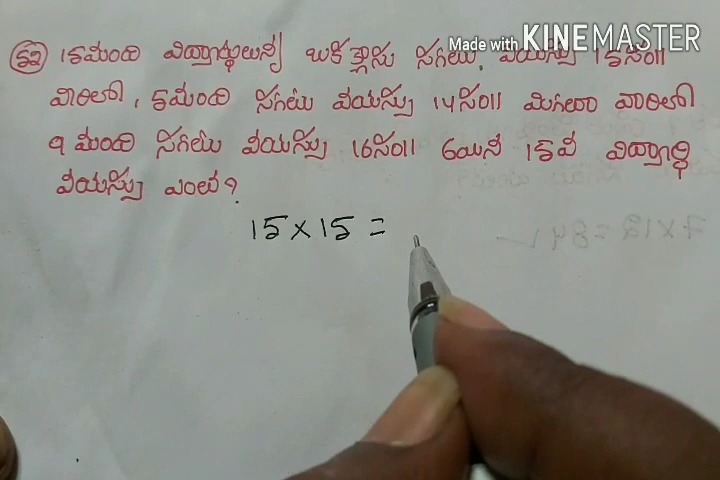 Made with KINEMASTER
52 15మంది విద్యార్థులున్న ఒక క్లాసు సగటు వయస్సు 15సం॥
వారిలో, 5మంది సగటు వయస్సు 14సం॥ మిగతా వారిలో
9 మంది సగటు వయస్సు 16సం॥ అయిన 15వ విద్యార్థి
వయస్సు ఎంత?
15 × 15 =